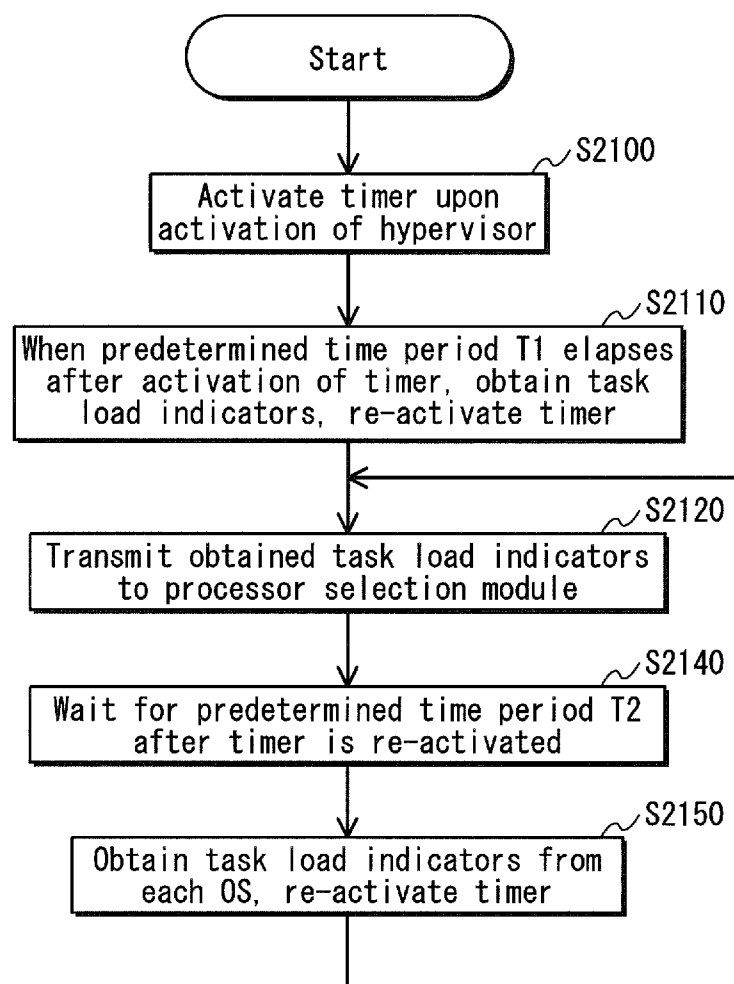 Start
S2100
Activate timer upon
activation of hypervisor
S2110
When predetermined time period T1 elapses
after activation of timer, obtain task
load indicators, re-activate timer
S2120
Transmit obtained task load indicators
to processor selection module
S2140
Wait for predetermined time period T2
after timer is re-activated
S2150
Obtain task load indicators from
each OS, re-activate timer